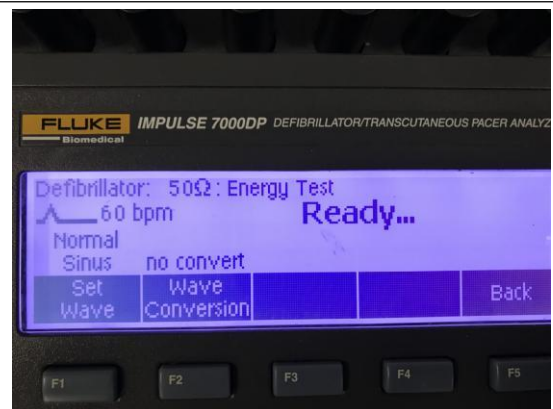 FLUKE IMPULSE 7000DP DEFIBRILLATOR/TRANSCUTANEOUS PACER ANALYZ
Biomedical
Defibrillator: 50Ω: Energy Test
60 bpm Ready...
Normal
Sinus no convert
Set Wave Back
Wave Conversion
F1 F2 F3 F4 F5